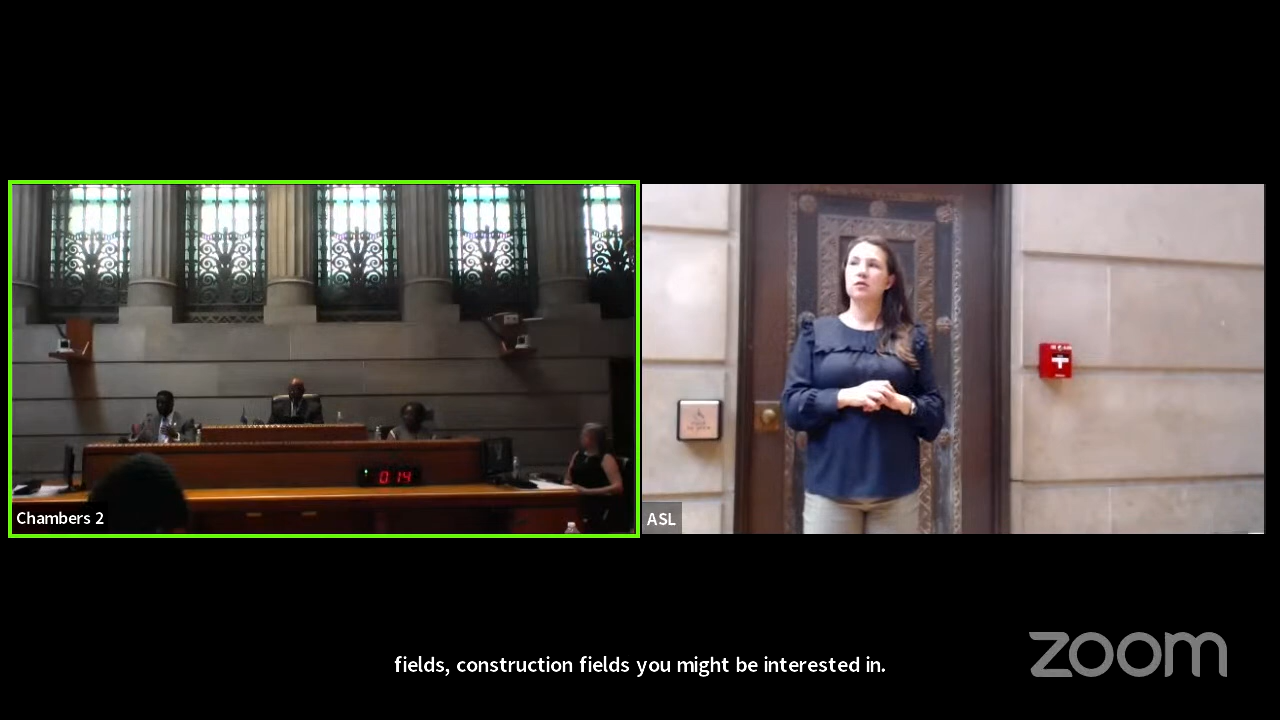 0:14
Chambers 2
ASL
fields, construction fields you might be interested in.
zoom